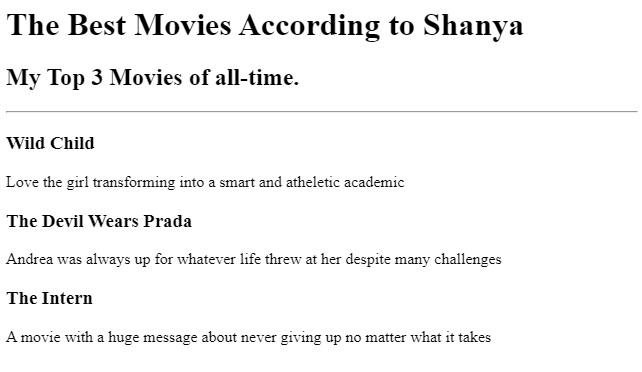 The Best Movies According to Shanya
My Top 3 Movies of all-time.
Wild Child
Love the girl transforming into a smart and atheletic academic
The Devil Wears Prada
Andrea was always up for whatever life threw at her despite many challenges
The Intern
A movie with a huge message about never giving up no matter what it takes